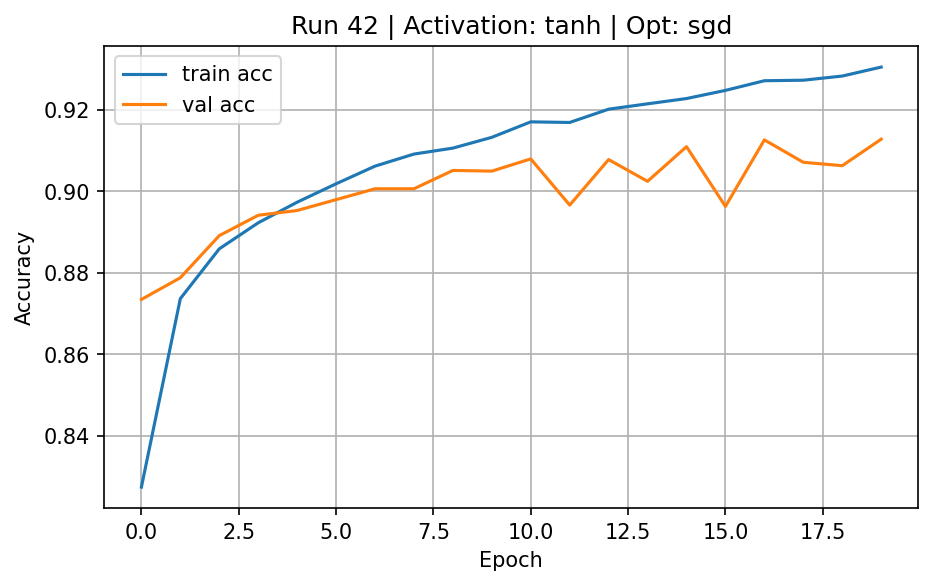 Run 42 | Activation: tanh | Opt: sgd
train acc
val acc
0.92
0.90
0.88
0.86
0.84
Accuracy
0.0 2.5 5.0 7.5 10.0 12.5 15.0 17.5
Epoch